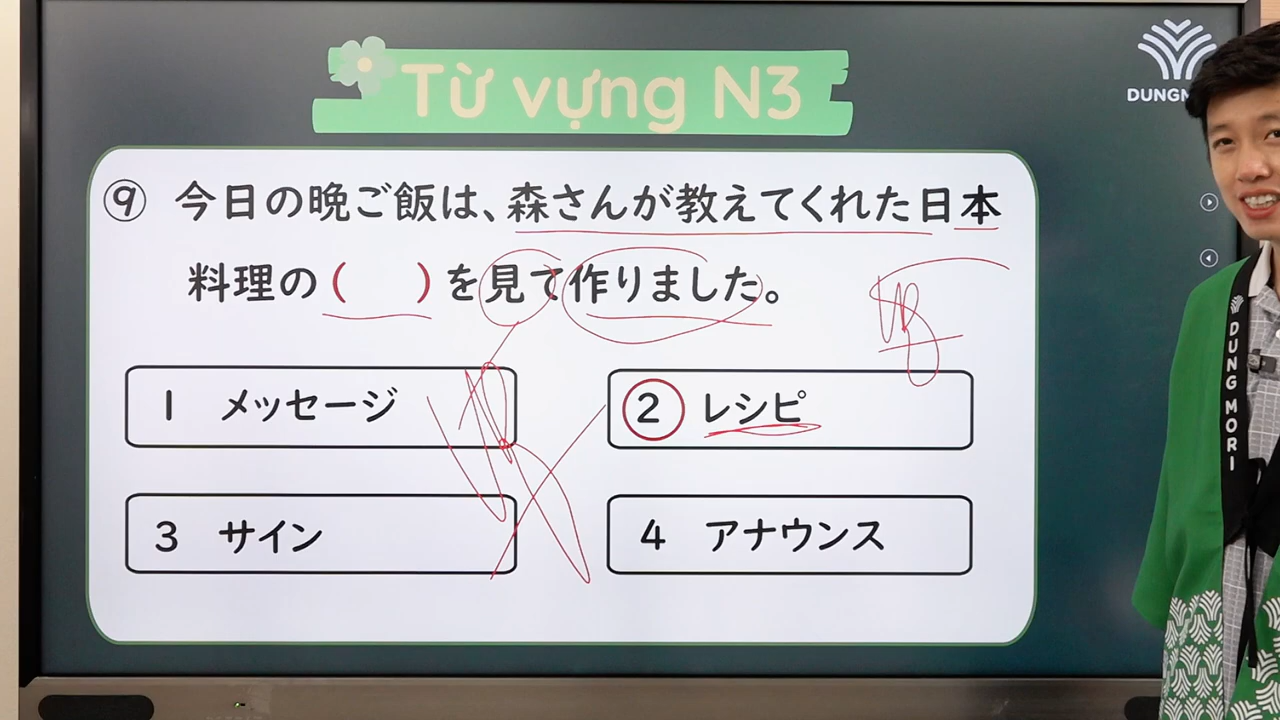 Từ vựng N3
DUNGM
⑨ 今日の晩ご飯は、森さんが教えてくれた日本
料理の( )を見て作りました。
1 メッセージ
2 レシピ
3 サイン
4 アナウンス
DUNG MORI